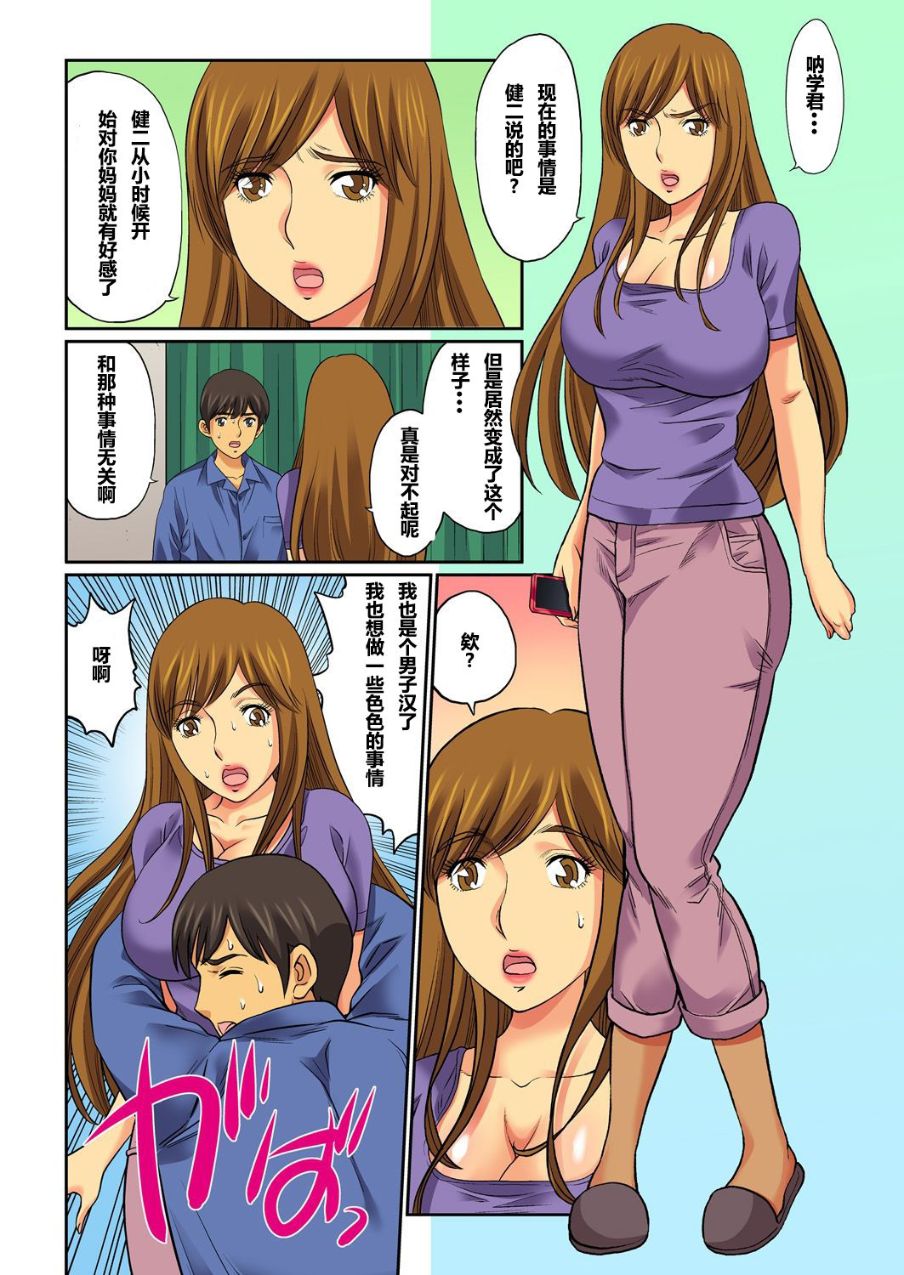 呐学君･･･
现在的事情是
健二说的吧？
健二从小时候开
始对你妈妈就有好感了
但是居然变成了这个
样子･･･
真是对不起呢
和那种事情无关啊
欸？
我也是个男子汉了
我也想做一些色色的事情
呀啊
がばっ